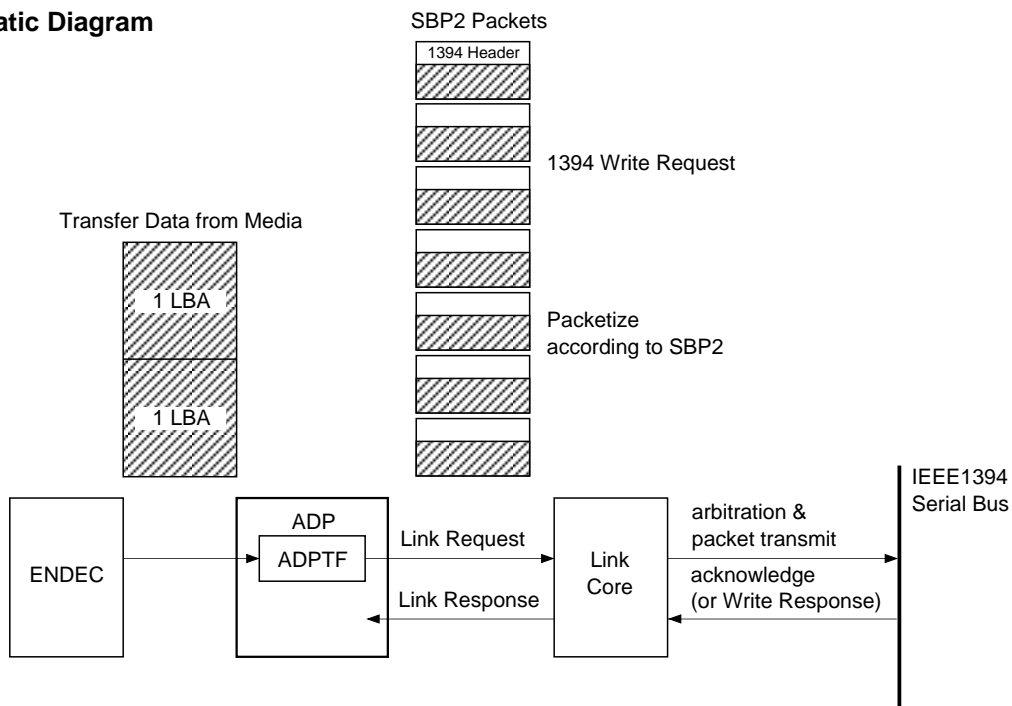 atic Diagram
SBP2 Packets
1394 Header
1394 Write Request
Transfer Data from Media
1 LBA
1 LBA
Packetize
according to SBP2
IEEE1394
Serial Bus
ENDEC
ADP
ADPTF
Link Request
Link Response
Link
Core
arbitration &
packet transmit
acknowledge
(or Write Response)